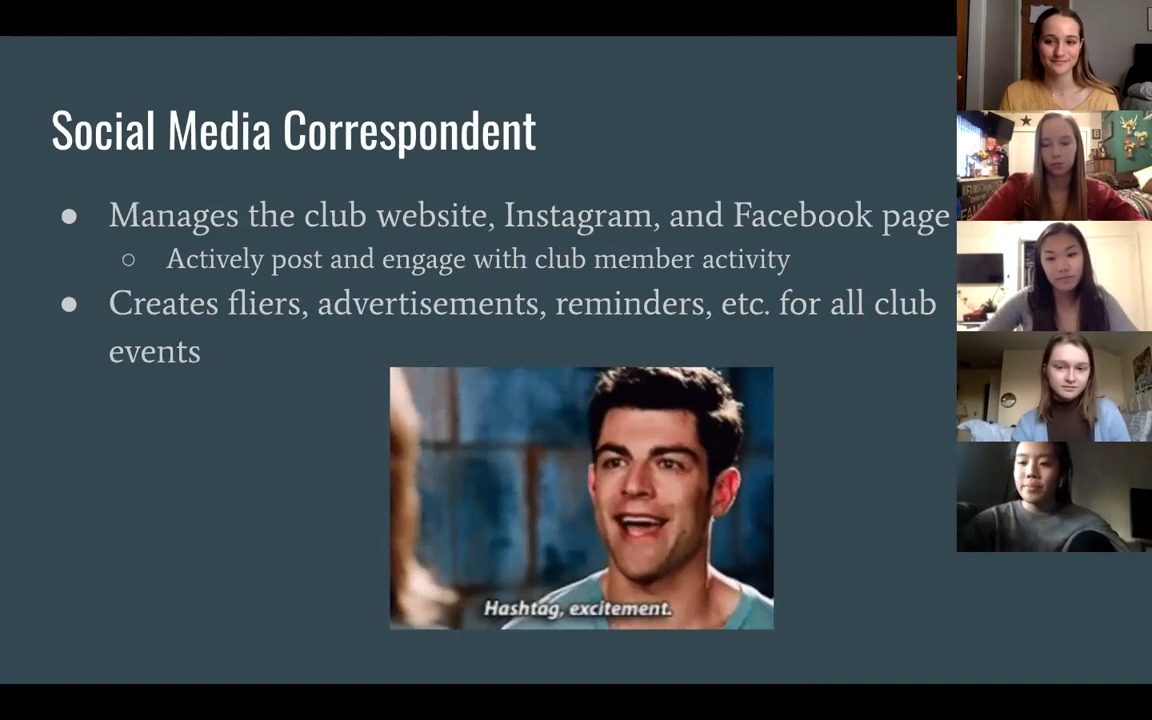 Social Media Correspondent
● Manages the club website, Instagram, and Facebook page
○ Actively post and engage with club member activity
● Creates fliers, advertisements, reminders, etc. for all club
events
Hashtag, excitement.